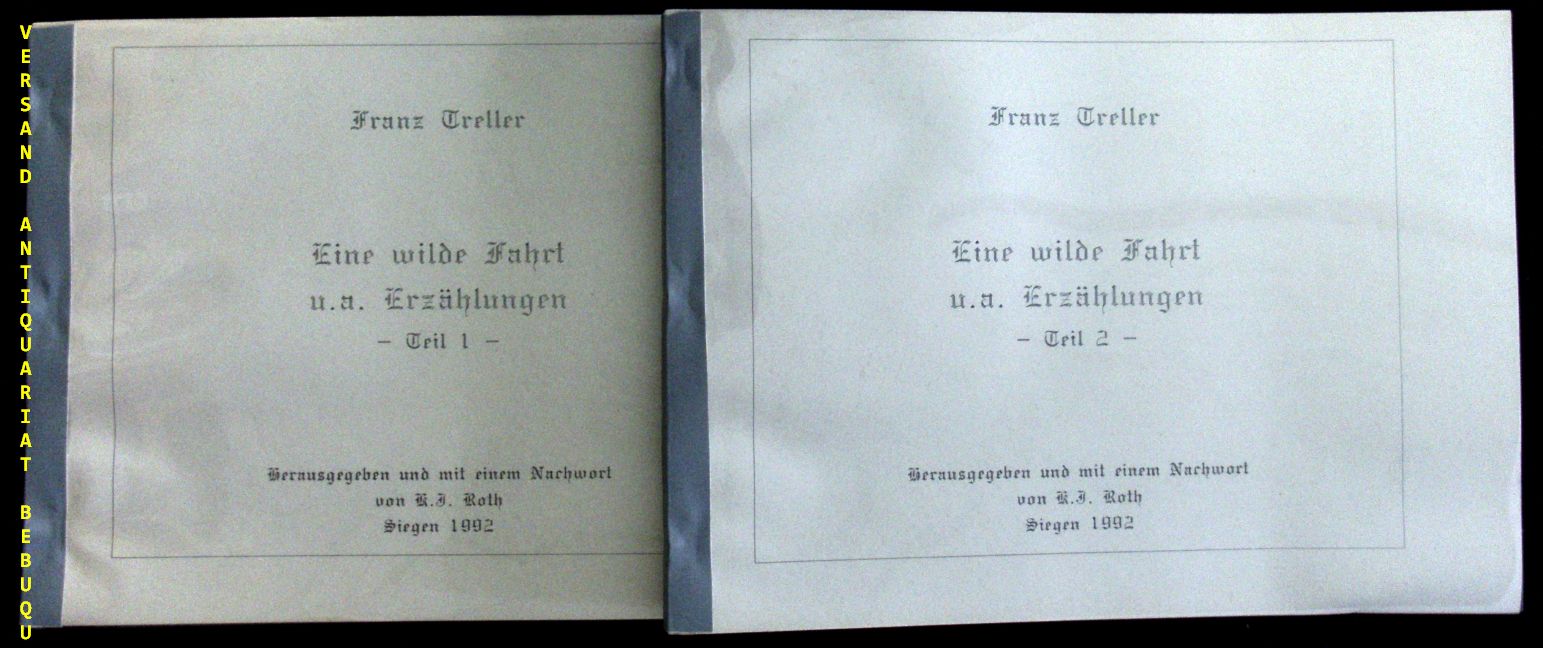 VERSAND ANTIQUARIAT BEBUQU
Franz Treller
Eine wilde Fahrt
u.a. Erzählungen
– Teil 1 –
Herausgegeben und mit einem Nachwort
von K.J. Roth
Siegen 1992
Franz Treller
Eine wilde Fahrt
u.a. Erzählungen
– Teil 2 –
Herausgegeben und mit einem Nachwort
von K.J. Roth
Siegen 1992